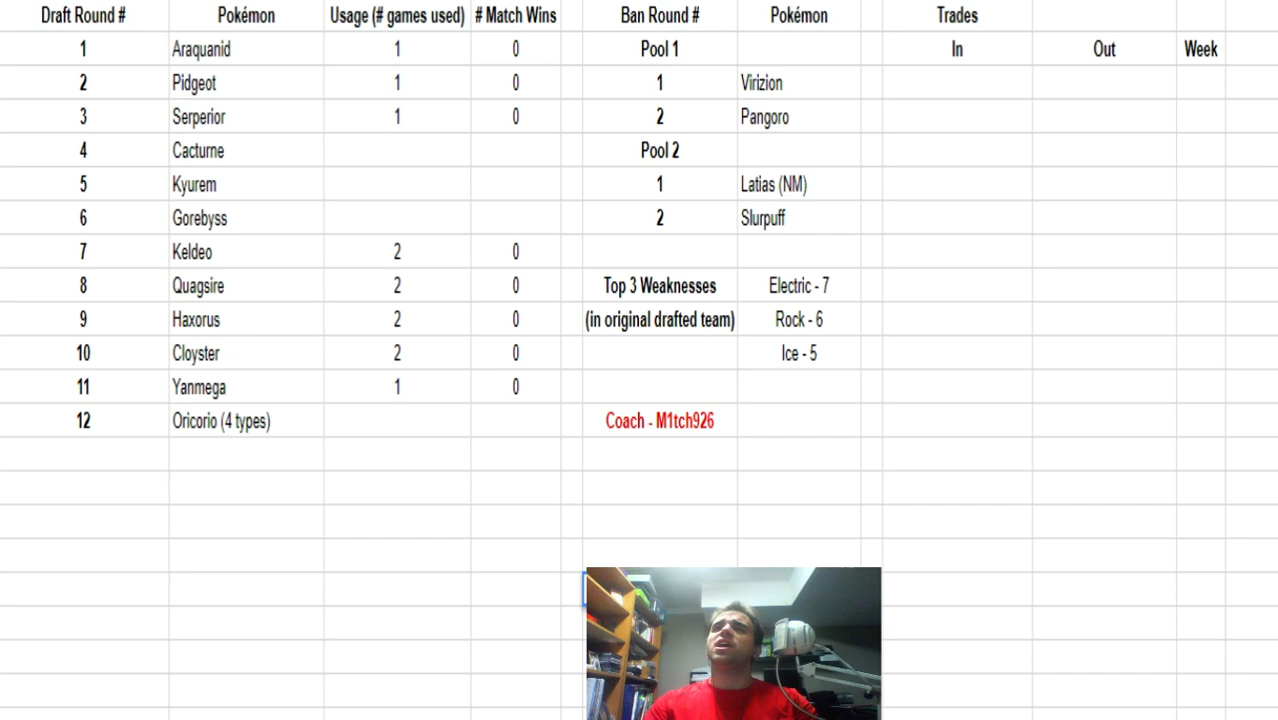 Draft Round # Pokémon Usage (# games used) # Match Wins Ban Round # Pokémon Trades
1 Araquanid 1 0 Pool 1 In Out Week
2 Pidgeot 1 0 1 Virizion
3 Serperior 1 0 2 Pangoro
4 Cacturne Pool 2
5 Kyurem 1 Latias (NM)
6 Gorebyss 2 Slurpuff
7 Keldeo 2 0
8 Quagsire 2 0 Top 3 Weaknesses Electric - 7
9 Haxorus 2 0 (in original drafted team) Rock - 6
10 Cloyster 2 0 Ice - 5
11 Yanmega 1 0
12 Oricorio (4 types) Coach - M1tch926